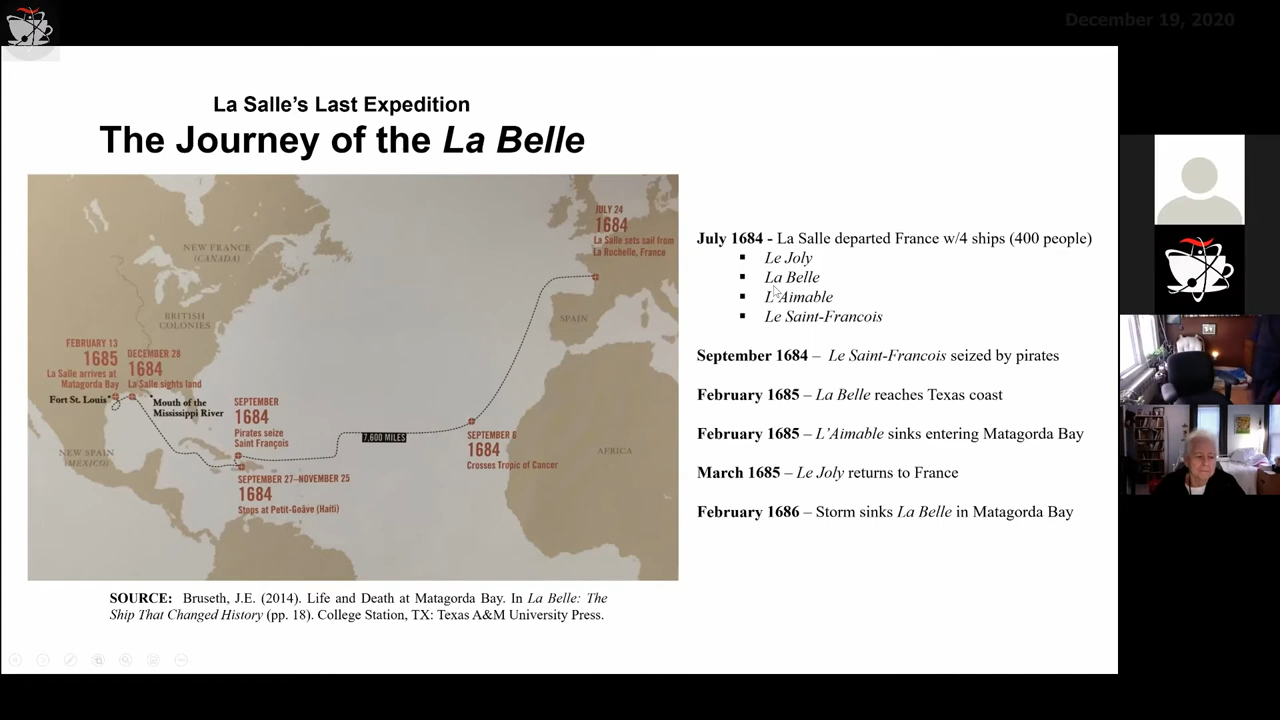 December 19, 2020
La Salle's Last Expedition
The Journey of the La Belle
JULY 24
1684
La Salle sets sail from
La Rochelle, France
NEW FRANCE
(CANADA)
BRITISH
COLONIES
SPAIN
FEBRUARY 13
1685
La Salle arrives at
Matagorda Bay
DECEMBER 28
1684
La Salle sights land
Fort St. Louis
Mouth of the
Mississippi River
SEPTEMBER
1684
Pirates seize
Saint François
7,600 MILES
SEPTEMBER 6
1684
Crosses Tropic of Cancer
NEW SPAIN
(MEXICO)
AFRICA
SEPTEMBER 27–NOVEMBER 25
1684
Stops at Petit-Goâve (Haiti)
SOURCE: Bruseth, J.E. (2014). Life and Death at Matagorda Bay. In La Belle: The
Ship That Changed History (pp. 18). College Station, TX: Texas A&M University Press.
July 1684 - La Salle departed France w/4 ships (400 people)
▪ Le Joly
▪ La Belle
▪ L'Aimable
▪ Le Saint-Francois
September 1684 – Le Saint-Francois seized by pirates
February 1685 – La Belle reaches Texas coast
February 1685 – L'Aimable sinks entering Matagorda Bay
March 1685 – Le Joly returns to France
February 1686 – Storm sinks La Belle in Matagorda Bay